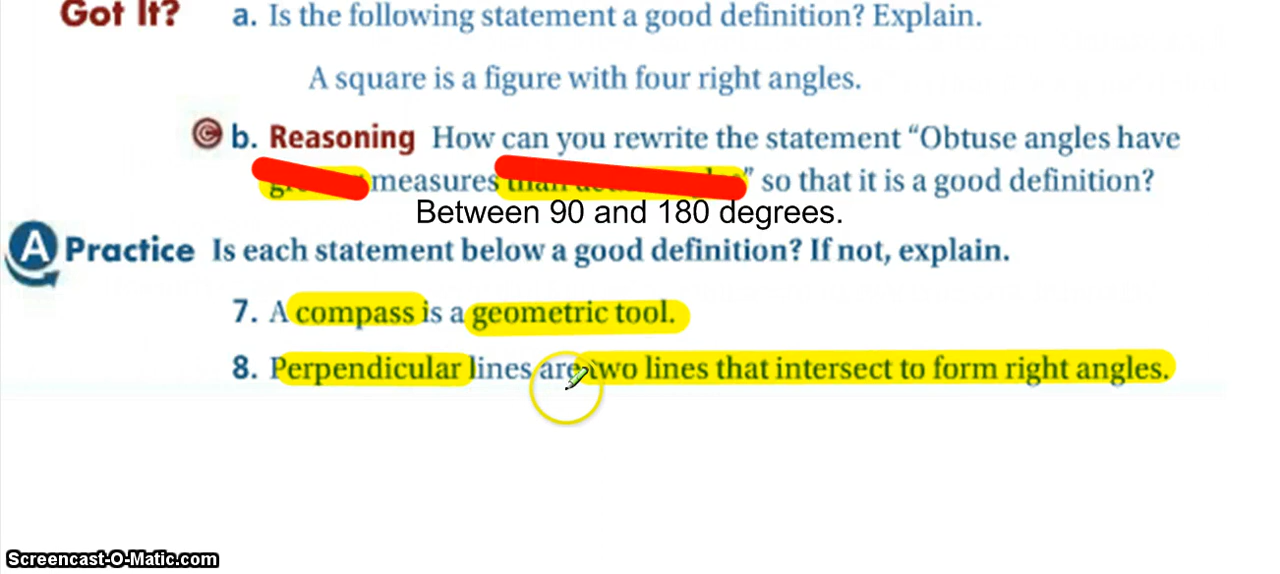 Got It? a. Is the following statement a good definition? Explain.
A square is a figure with four right angles.
b. Reasoning How can you rewrite the statement “Obtuse angles have
measures ” so that it is a good definition?
Between 90 and 180 degrees.
A Practice Is each statement below a good definition? If not, explain.
7. A compass is a geometric tool.
8. Perpendicular lines are two lines that intersect to form right angles.
Screencast-O-Matic.com